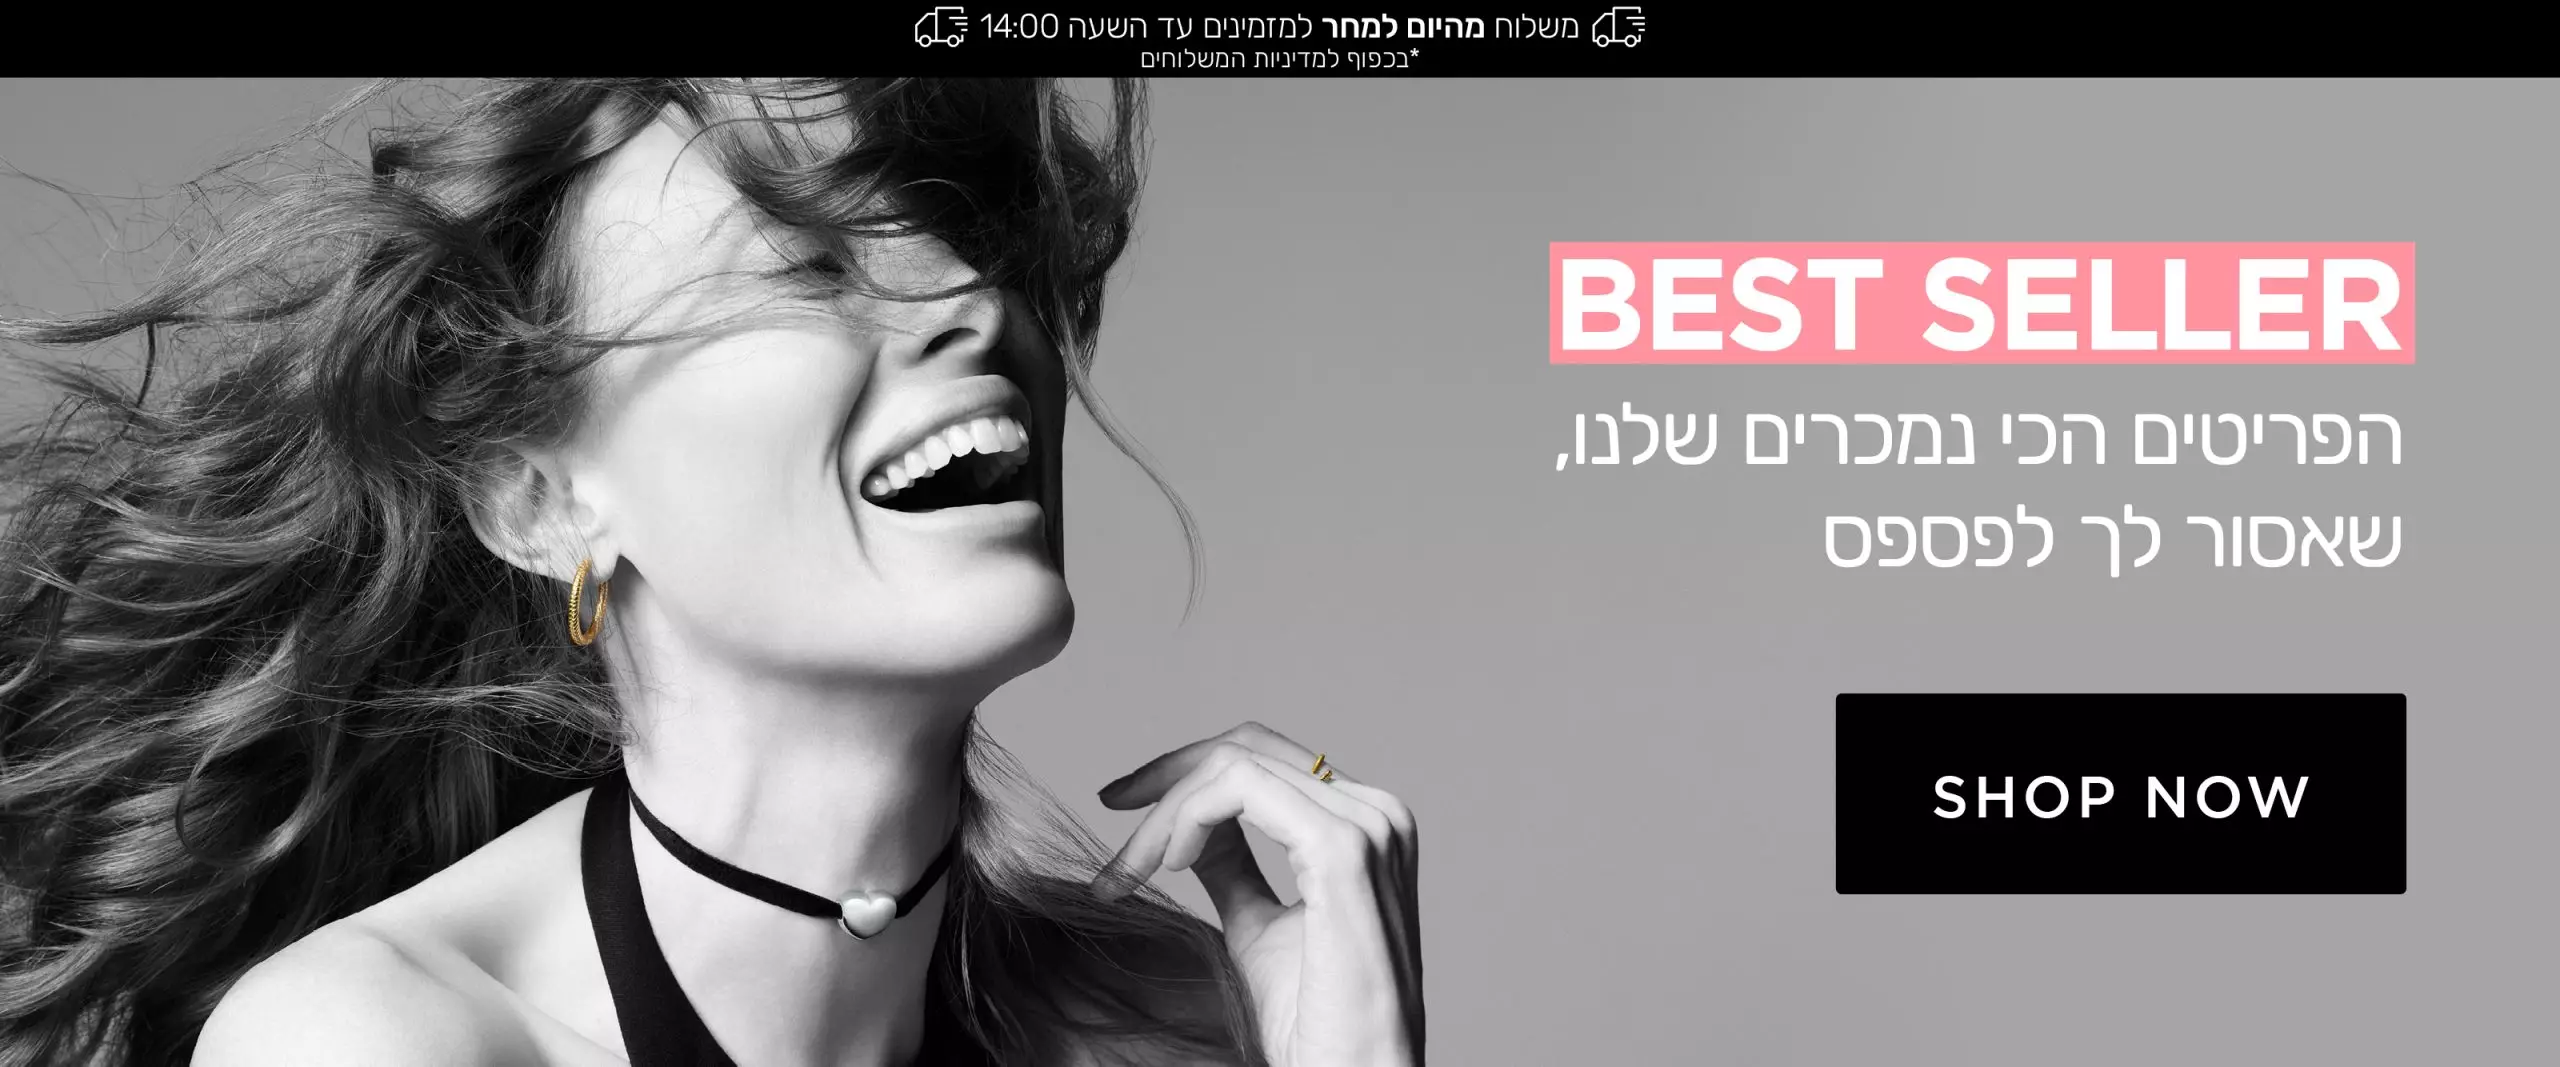 משלוח מהיום למחר למזמינים עד השעה 14:00
*בכפוף למדיניות המשלוחים
BEST SELLER
הפריטים הכי נמכרים שלנו,
שאסור לך לפספס
SHOP NOW